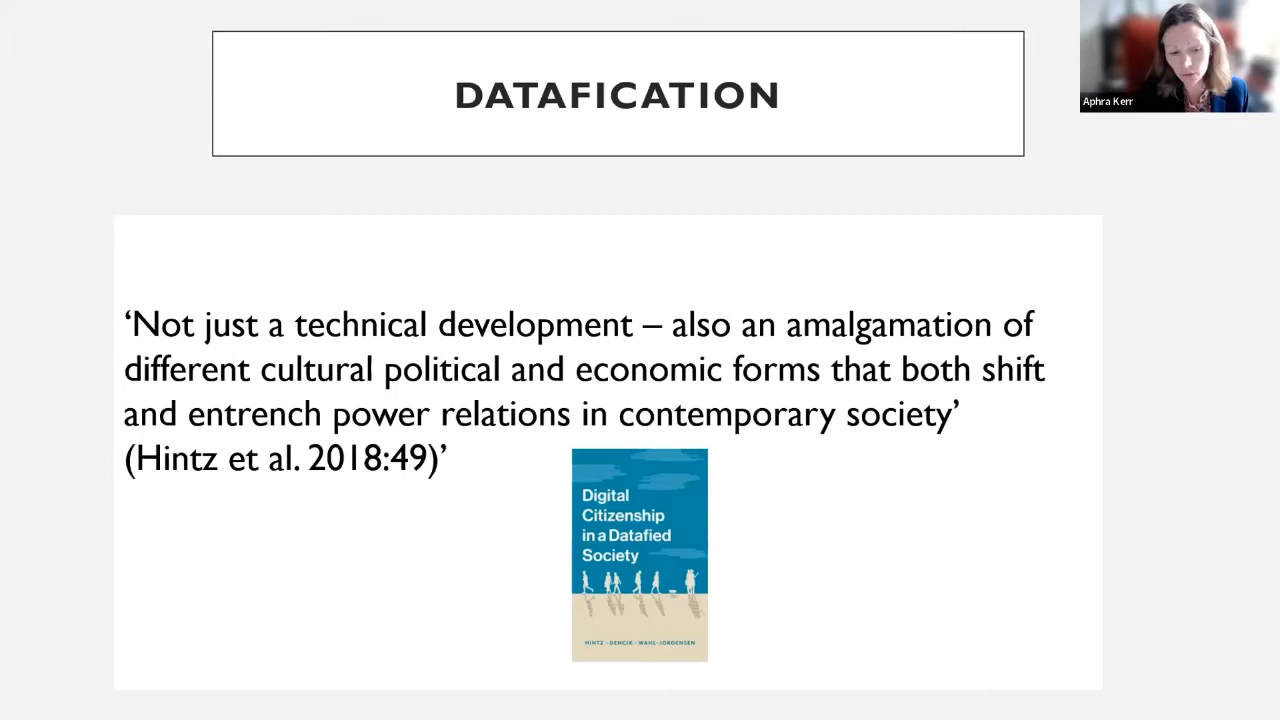 DATAFICATION
Aphra Kerr
‘Not just a technical development – also an amalgamation of
different cultural political and economic forms that both shift
and entrench power relations in contemporary society’
(Hintz et al. 2018:49)’
Digital
Citizenship
in a Datafied
Society
HINTZ · DENCIK · WAHL-JORGENSEN